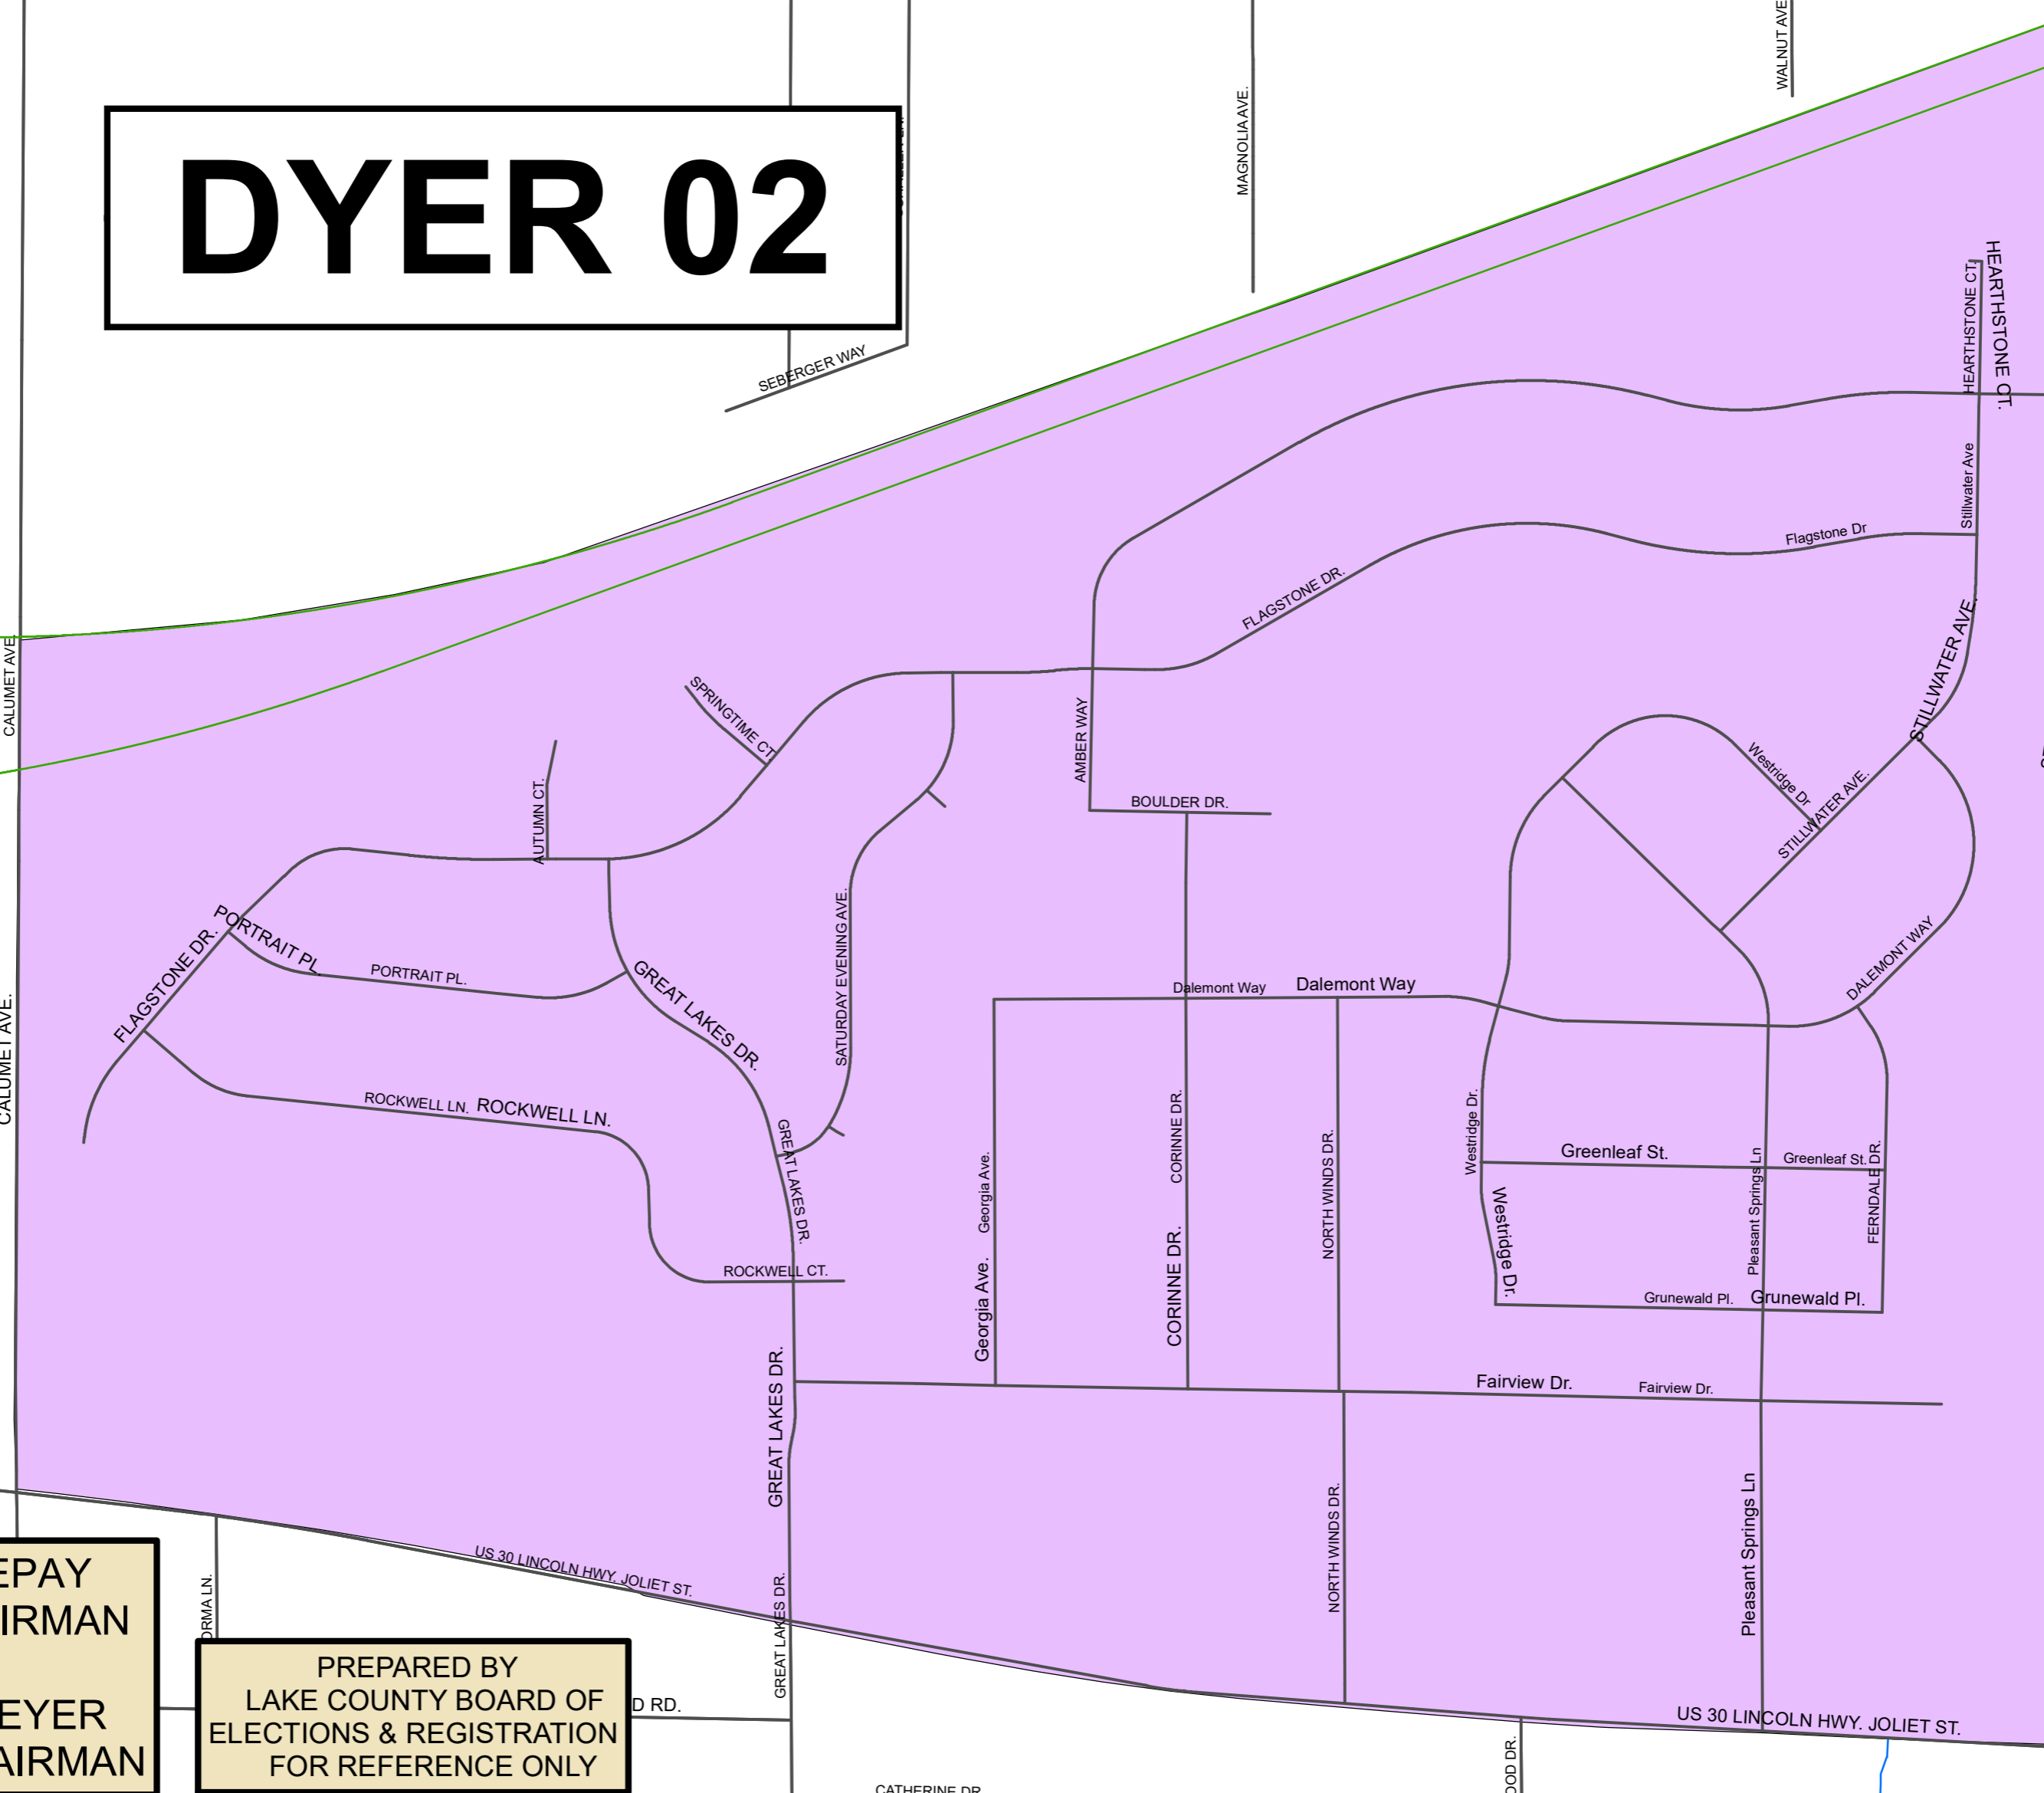 WALNUT AVE
MAGNOLIA AVE.
DYER 02
SEBERGER WAY
HEARTHSTONE CT.
HEARTHSTONE CT.
Stillwater Ave
Flagstone Dr
FLAGSTONE DR.
STILLWATER AVE.
CALUMET AVE.
SPRINGTIME CT.
AMBER WAY
Westridge Dr
STILLWATER AVE.
BOULDER DR.
AUTUMN CT.
PORTRAIT PL.
PORTRAIT PL.
FLAGSTONE DR.
SATURDAY EVENING AVE.
GREAT LAKES DR.
DALEMONT WAY
Dalemont Way
Dalemont Way
CALUMET AVE.
ROCKWELL LN.
ROCKWELL LN.
GREAT LAKES DR.
Georgia Ave.
CORINNE DR.
NORTH WINDS DR.
Westridge Dr.
Greenleaf St.
Greenleaf St.
Pleasant Springs Ln
FERNDALE DR.
Westridge Dr.
ROCKWELL CT.
Georgia Ave.
CORINNE DR.
Grunewald Pl.
Grunewald Pl.
GREAT LAKES DR.
Fairview Dr.
Fairview Dr.
NORTH WINDS DR.
Pleasant Springs Ln
US 30 LINCOLN HWY. JOLIET ST.
GREAT LAKES DR.
EPAY
IRMAN
EYER
AIRMAN
ORMA LN.
PREPARED BY
LAKE COUNTY BOARD OF
ELECTIONS & REGISTRATION
FOR REFERENCE ONLY
D RD.
US 30 LINCOLN HWY. JOLIET ST.
OOD DR.
CATHERINE DR